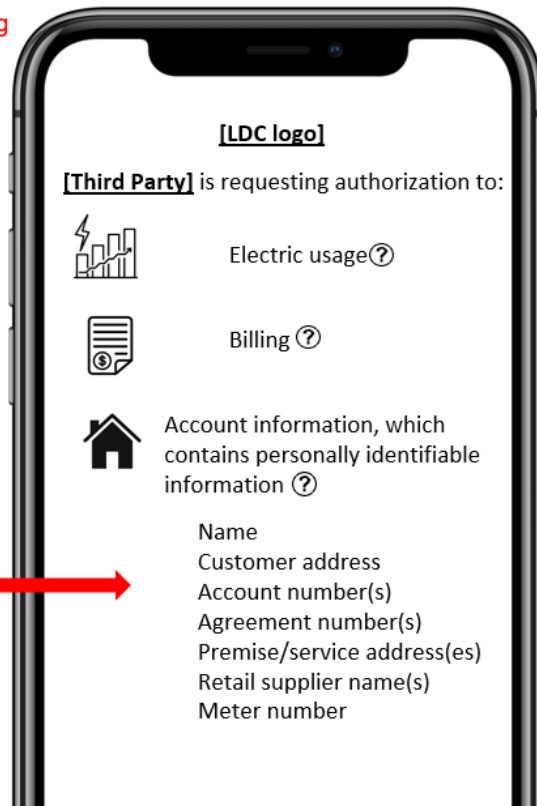 g
[LDC logo]
[Third Party] is requesting authorization to:
Electric usage?
Billing ?
Account information, which
contains personally identifiable
information ?
Name
Customer address
Account number(s)
Agreement number(s)
Premise/service address(es)
Retail supplier name(s)
Meter number